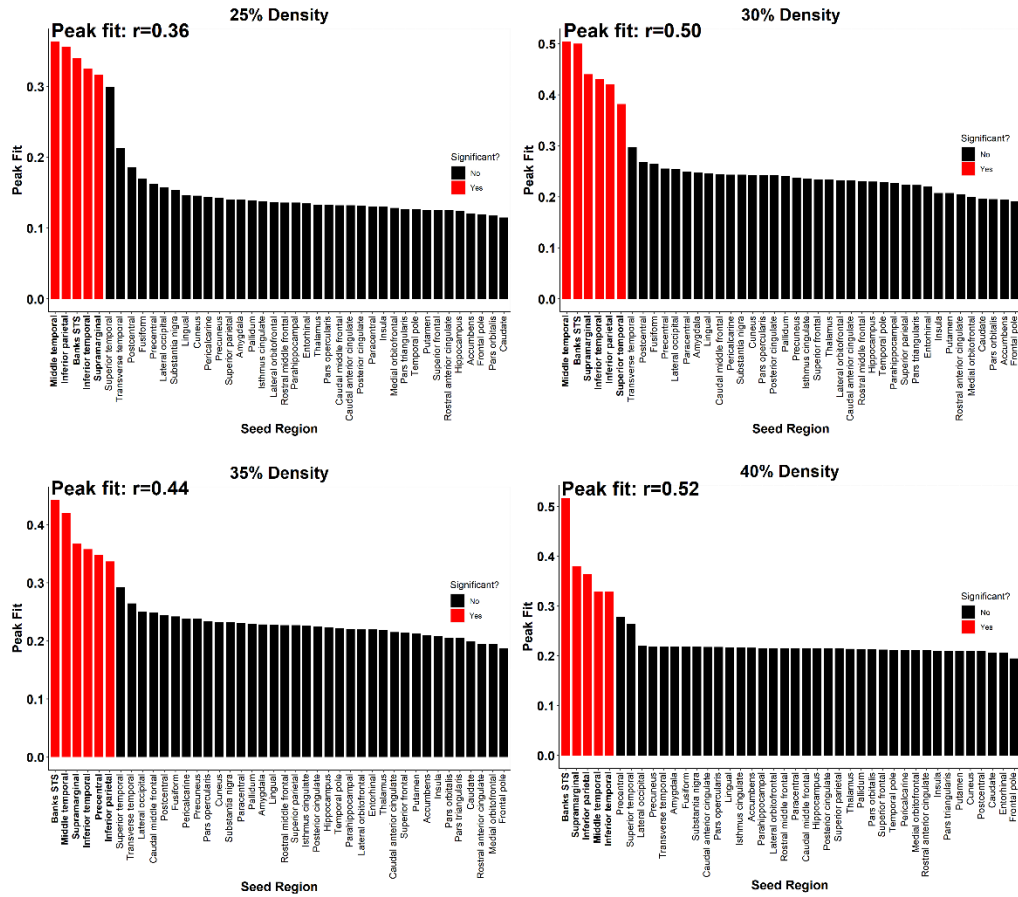 25% Density
Peak fit: r=0.36
Peak Fit
0.3
0.2
0.1
0.0
Significant?
No
Yes
Middle temporal
Inferior parietal
Banks STS
Inferior temporal
Supramarginal
Superior temporal
Transverse temporal
Postcentral
Fusiform
Precentral
Lateral occipital
Substantia nigra
Lingual
Pericalcarine
Precuneus
Cuneus
Superior parietal
Amygdala
Pallidum
Isthmus cingulate
Lateral orbitofrontal
Rostral middle frontal
Parahippocampal
Entorhinal
Thalamus
Pars opercularis
Caudal middle frontal
Caudal anterior cingulate
Posterior cingulate
Paracentral
Insula
Medial orbitofrontal
Pars triangularis
Temporal pole
Putamen
Superior frontal
Rostral anterior cingulate
Hippocampus
Accumbens
Frontal pole
Pars orbitalis
Caudate
Seed Region
30% Density
Peak fit: r=0.50
Peak Fit
0.5
0.4
0.3
0.2
0.1
0.0
Significant?
No
Yes
Middle temporal
Banks STS
Supramarginal
Inferior temporal
Inferior parietal
Superior temporal
Transverse temporal
Postcentral
Fusiform
Precentral
Lateral occipital
Paracentral
Amygdala
Lingual
Caudal middle frontal
Pericalcarine
Substantia nigra
Cuneus
Pars opercularis
Posterior cingulate
Pallidum
Precuneus
Isthmus cingulate
Superior frontal
Thalamus
Lateral orbitofrontal
Caudal anterior cingulate
Rostral middle frontal
Hippocampus
Temporal pole
Parahippocampal
Superior parietal
Pars triangularis
Entorhinal
Insula
Putamen
Rostral anterior cingulate
Medial orbitofrontal
Caudate
Pars orbitalis
Accumbens
Frontal pole
Seed Region
35% Density
Peak fit: r=0.44
Peak Fit
0.4
0.3
0.2
0.1
0.0
Significant?
No
Yes
Banks STS
Middle temporal
Supramarginal
Inferior temporal
Precentral
Inferior parietal
Superior temporal
Transverse temporal
Lateral occipital
Caudal middle frontal
Postcentral
Fusiform
Pericalcarine
Precuneus
Pars opercularis
Cuneus
Substantia nigra
Paracentral
Pallidum
Amygdala
Lingual
Rostral middle frontal
Superior parietal
Isthmus cingulate
Posterior cingulate
Hippocampus
Temporal pole
Parahippocampal
Lateral orbitofrontal
Entorhinal
Thalamus
Caudal anterior cingulate
Superior frontal
Putamen
Accumbens
Insula
Pars orbitalis
Pars triangularis
Caudate
Rostral anterior cingulate
Medial orbitofrontal
Frontal pole
Seed Region
40% Density
Peak fit: r=0.52
Peak Fit
0.5
0.4
0.3
0.2
0.1
0.0
Significant?
No
Yes
Banks STS
Supramarginal
Inferior parietal
Middle temporal
Inferior temporal
Precentral
Superior temporal
Lateral occipital
Precuneus
Transverse temporal
Amygdala
Fusiform
Substantia nigra
Caudal anterior cingulate
Pars opercularis
Lingual
Isthmus cingulate
Accumbens
Parahippocampal
Lateral orbitofrontal
Rostral middle frontal
Paracentral
Caudal middle frontal
Hippocampus
Posterior cingulate
Superior parietal
Thalamus
Pallidum
Pars orbitalis
Superior frontal
Temporal pole
Pericalcarine
Medial orbitofrontal
Rostral anterior cingulate
Insula
Pars triangularis
Putamen
Cuneus
Postcentral
Caudate
Entorhinal
Frontal pole
Seed Region